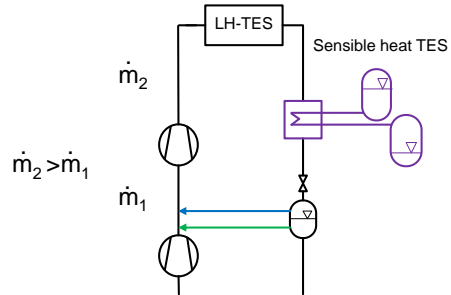 LH-TES
Sensible heat TES
ṁ₂
ṁ₂ >ṁ₁
ṁ₁